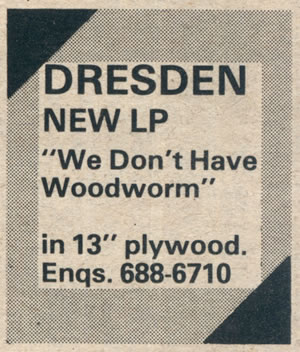 DRESDEN
NEW LP
"We Don't Have
Woodworm"
in 13" plywood.
Enqs. 688-6710